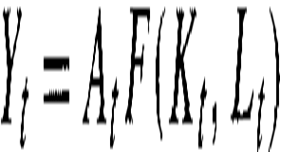 Y_t = A_t F(K_t, L_t)